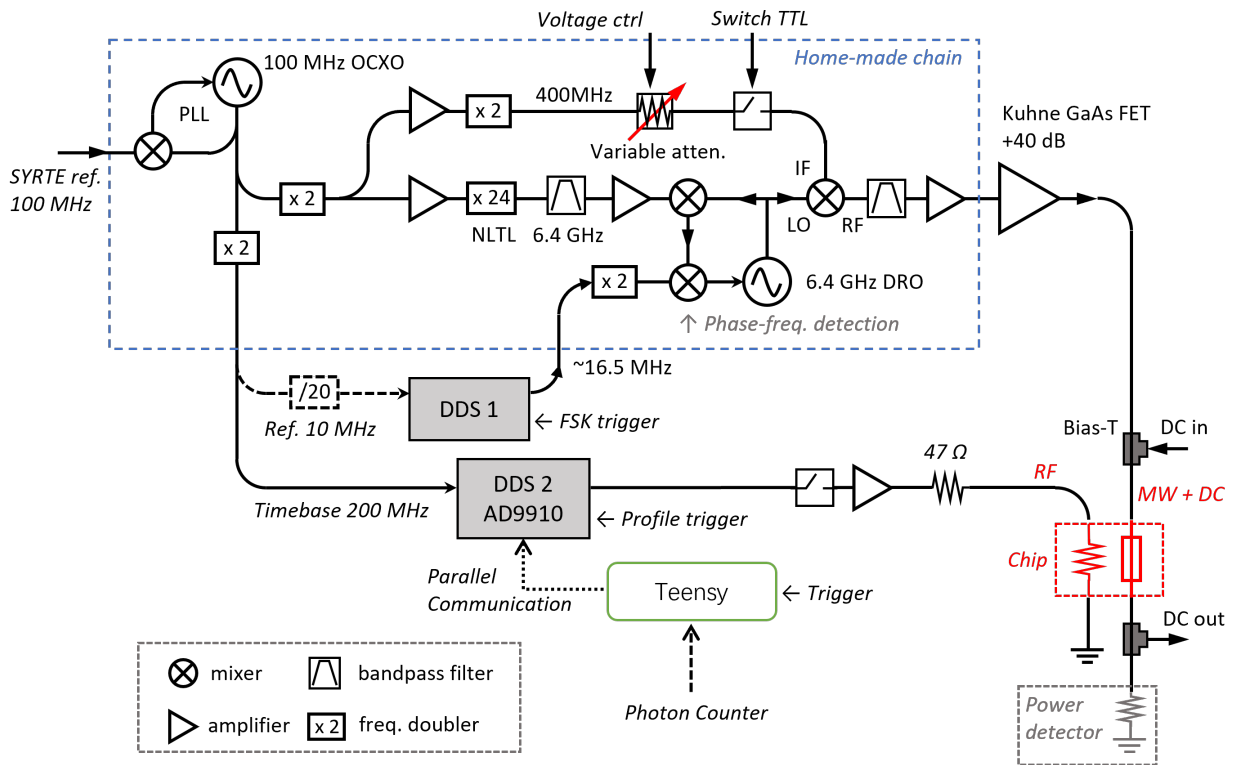 Voltage ctrl
Switch TTL
Home-made chain
100 MHz OCXO
PLL
x 2
400MHz
Variable atten.
Kuhne GaAs FET
+40 dB
SYRTE ref.
100 MHz
IF
x 2
x 24
NLTL
6.4 GHz
LO
RF
x 2
x 2
6.4 GHz DRO
↑ Phase-freq. detection
~16.5 MHz
/20
Ref. 10 MHz
DDS 1
← FSK trigger
Bias-T
DC in
47 Ω
RF
MW + DC
DDS 2
AD9910
Timebase 200 MHz
← Profile trigger
Chip
Parallel
Communication
Teensy
← Trigger
DC out
mixer
bandpass filter
amplifier
x 2
freq. doubler
Photon Counter
Power
detector